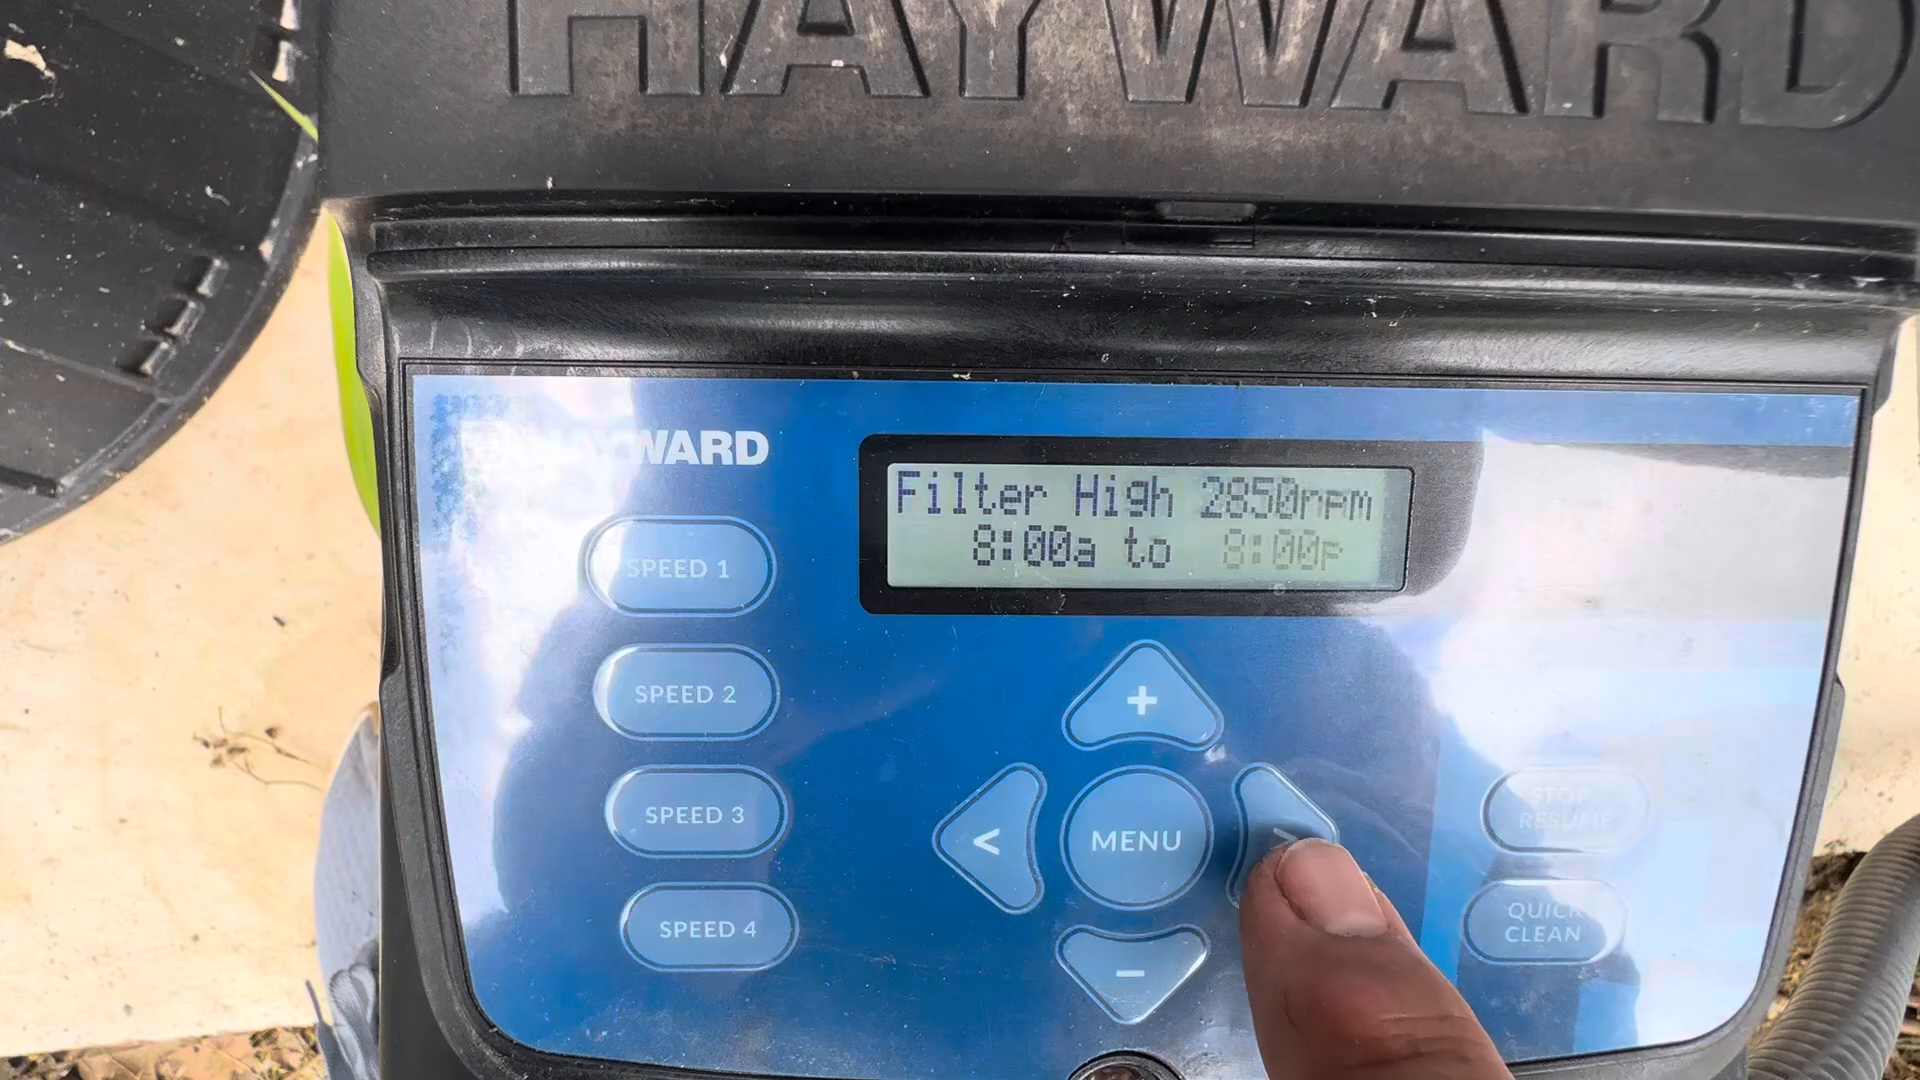 HAYWARD
HAYWARD
Filter High 2850rpm
8:00a to 8:00p
SPEED 1
SPEED 2
SPEED 3
SPEED 4
+
<
MENU
>
−
STOP
RESUME
QUICK
CLEAN